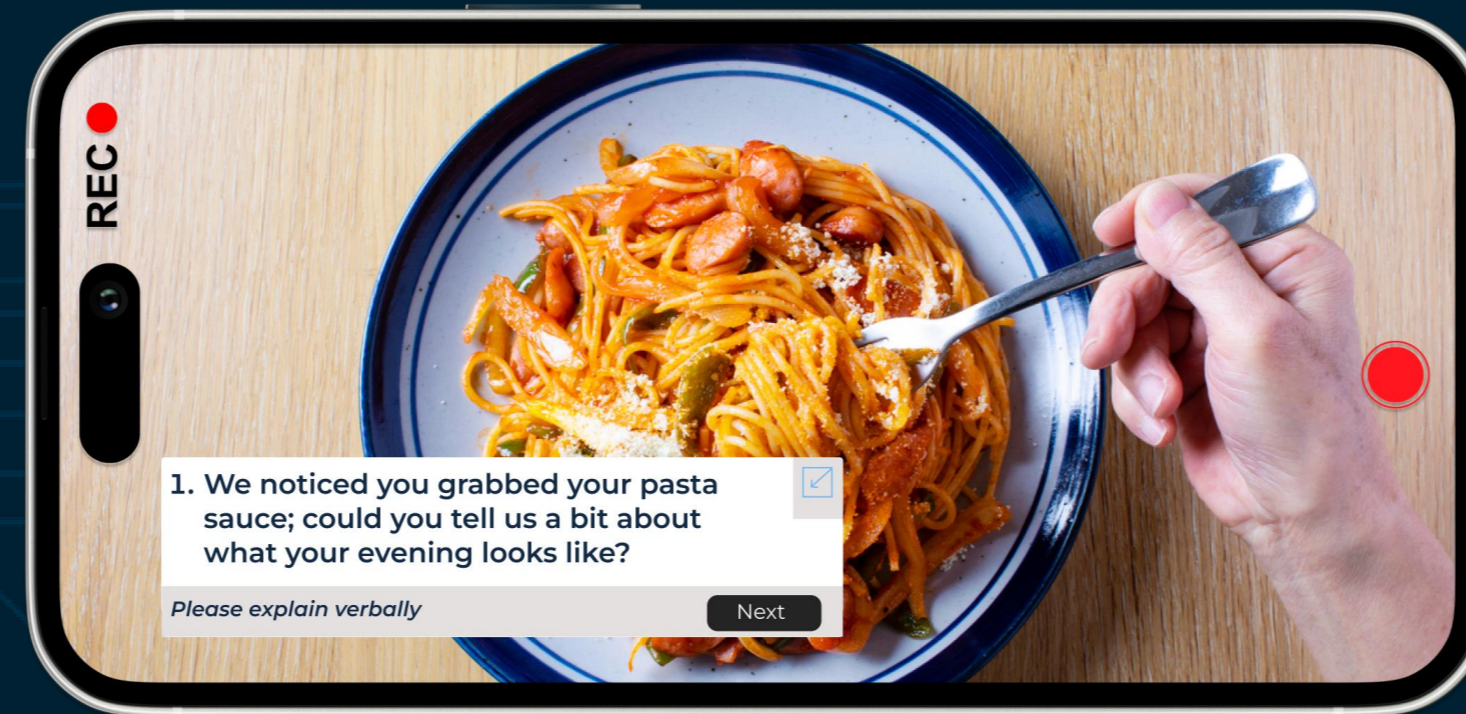 REC
1. We noticed you grabbed your pasta
sauce; could you tell us a bit about
what your evening looks like?
Please explain verbally
Next